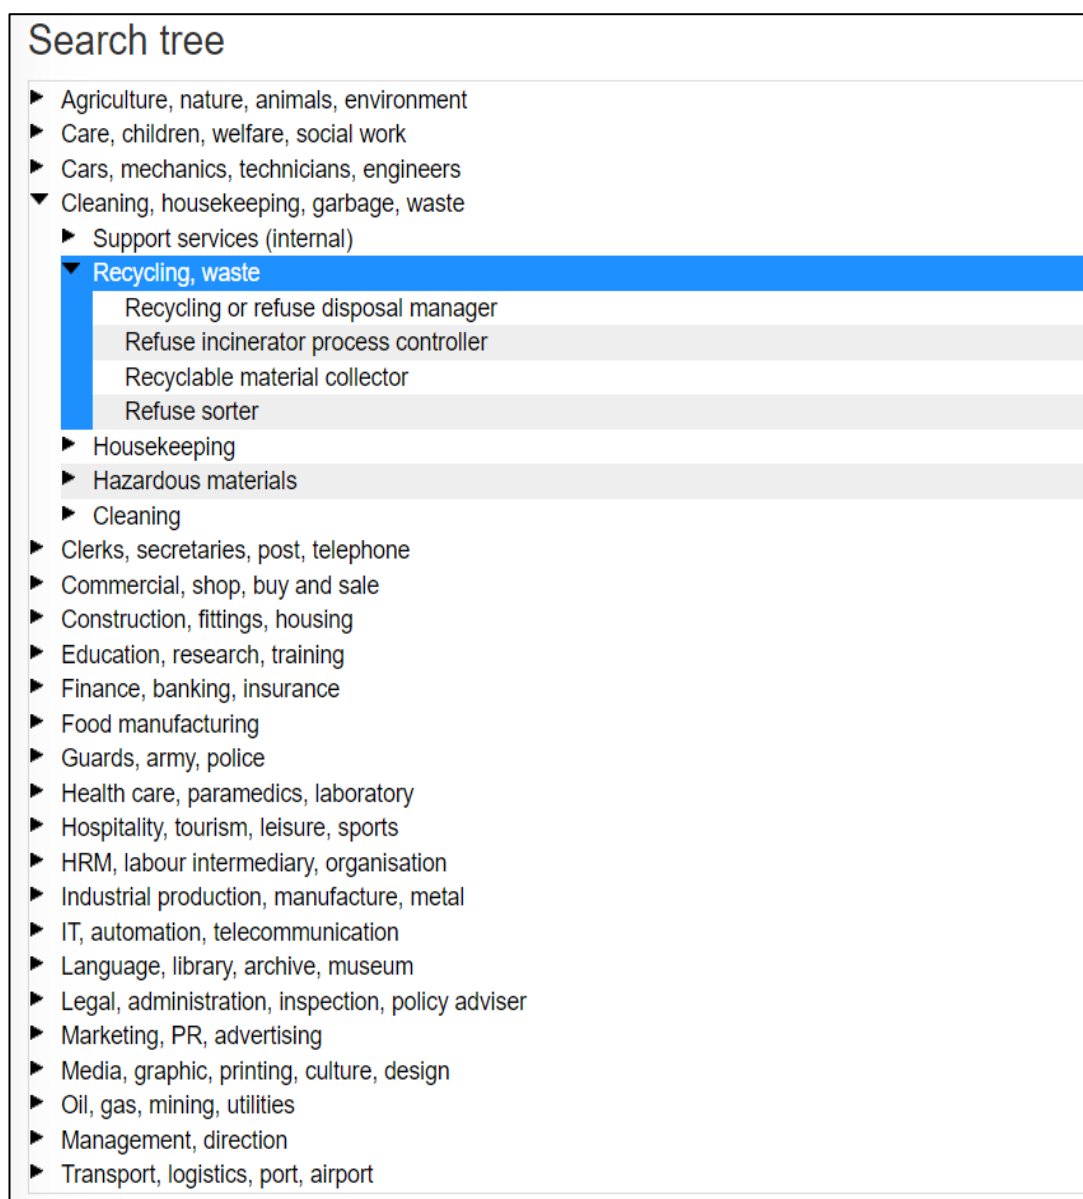 Search tree
Agriculture, nature, animals, environment
Care, children, welfare, social work
Cars, mechanics, technicians, engineers
Cleaning, housekeeping, garbage, waste
Support services (internal)
Recycling, waste
Recycling or refuse disposal manager
Refuse incinerator process controller
Recyclable material collector
Refuse sorter
Housekeeping
Hazardous materials
Cleaning
Clerks, secretaries, post, telephone
Commercial, shop, buy and sale
Construction, fittings, housing
Education, research, training
Finance, banking, insurance
Food manufacturing
Guards, army, police
Health care, paramedics, laboratory
Hospitality, tourism, leisure, sports
HRM, labour intermediary, organisation
Industrial production, manufacture, metal
IT, automation, telecommunication
Language, library, archive, museum
Legal, administration, inspection, policy adviser
Marketing, PR, advertising
Media, graphic, printing, culture, design
Oil, gas, mining, utilities
Management, direction
Transport, logistics, port, airport